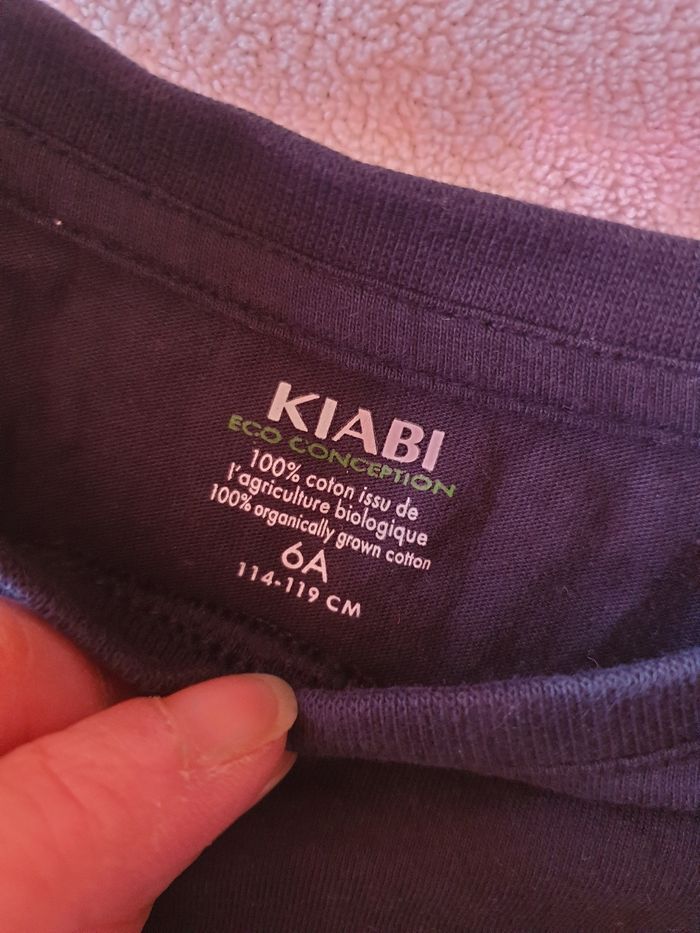 KIABI
ECO CONCEPTION
100% coton issu de
l'agriculture biologique
100% organically grown cotton
6A
114-119 CM